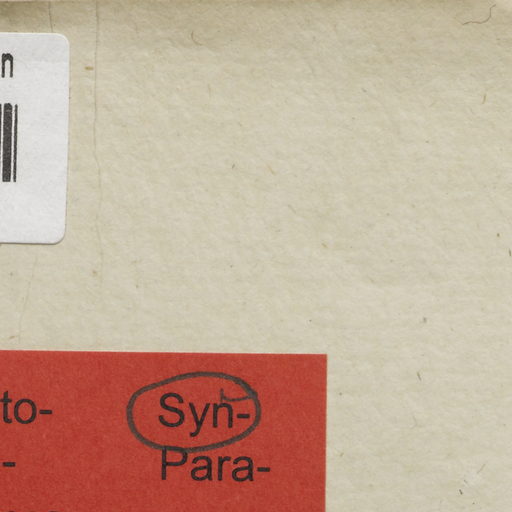 n
to- Syn-
- Para-